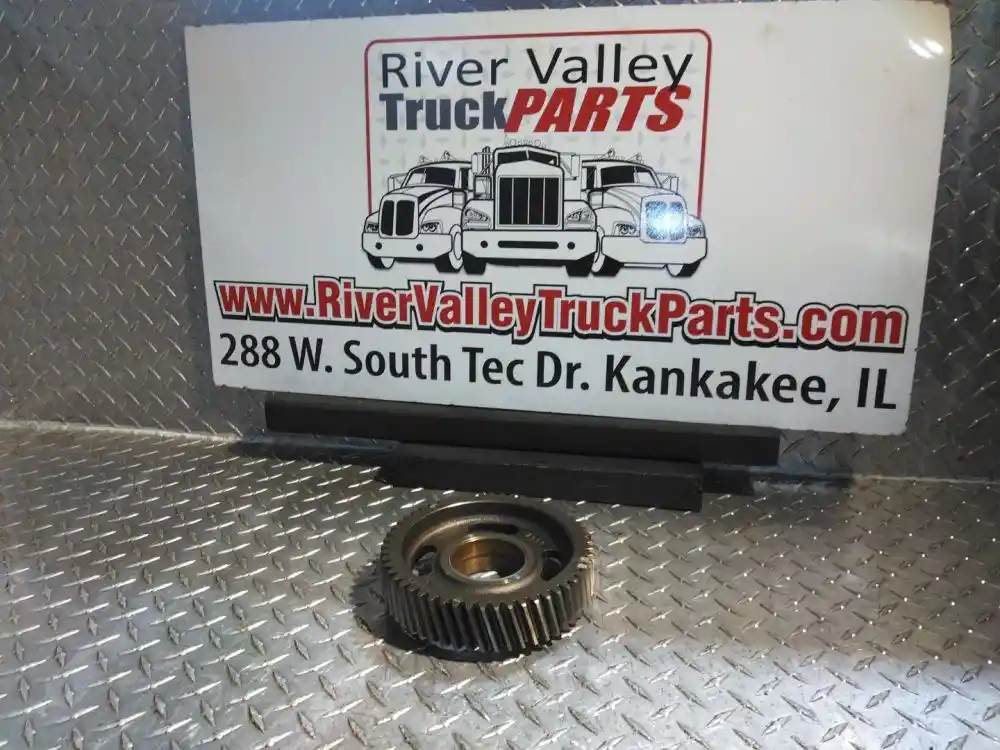 River Valley
TruckPARTS
www.RiverValleyTruckParts.com
288 W. South Tec Dr. Kankakee, IL